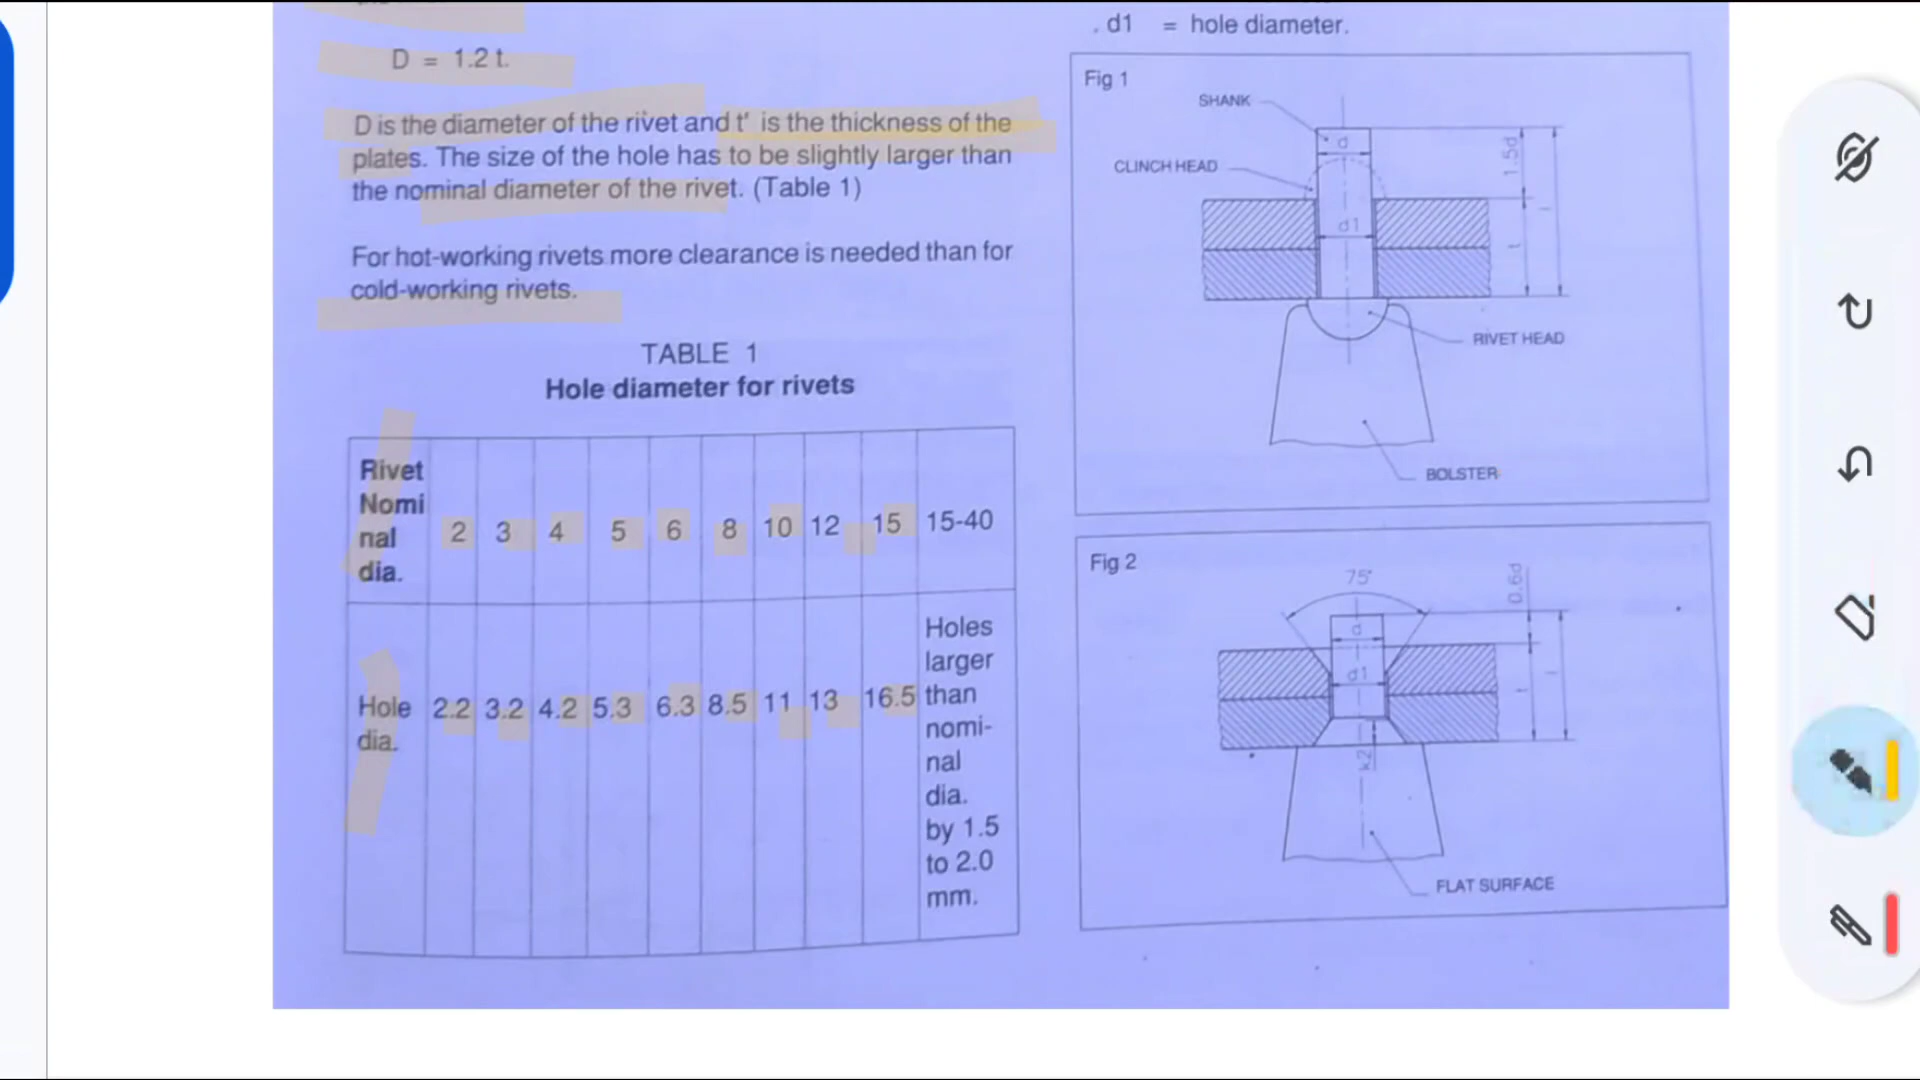 D = 1.2 t.
D is the diameter of the rivet and t' is the thickness of the
plates. The size of the hole has to be slightly larger than
the nominal diameter of the rivet. (Table 1)
For hot-working rivets more clearance is needed than for
cold-working rivets.
TABLE 1
Hole diameter for rivets
Rivet
Nomi
nal
dia.
2 3 4 5 6 8 10 12 15 15-40
Hole
dia.
2.2 3.2 4.2 5.3 6.3 8.5 11 13 16.5
Holes
larger
than
nomi-
nal
dia.
by 1.5
to 2.0
mm.
d1 = hole diameter.
Fig 1
SHANK
d
1.5d
CLINCH HEAD
d1
l
t
RIVET HEAD
BOLSTER
Fig 2
75°
0.6d
d
d1
t
l
k2
FLAT SURFACE